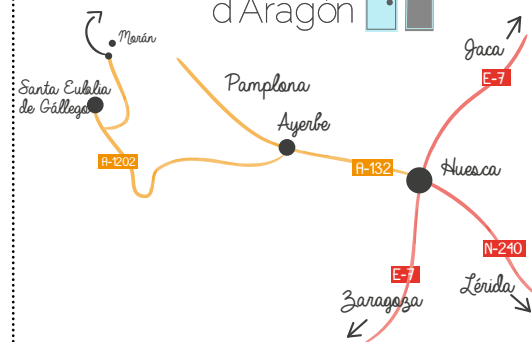 d'Aragón
Morán
Jaca
Santa Eulalia
de Gállego
E-7
Pamplona
Ayerbe
A-1202
A-132
Huesca
N-240
E-7
Lérida
Zaragoza